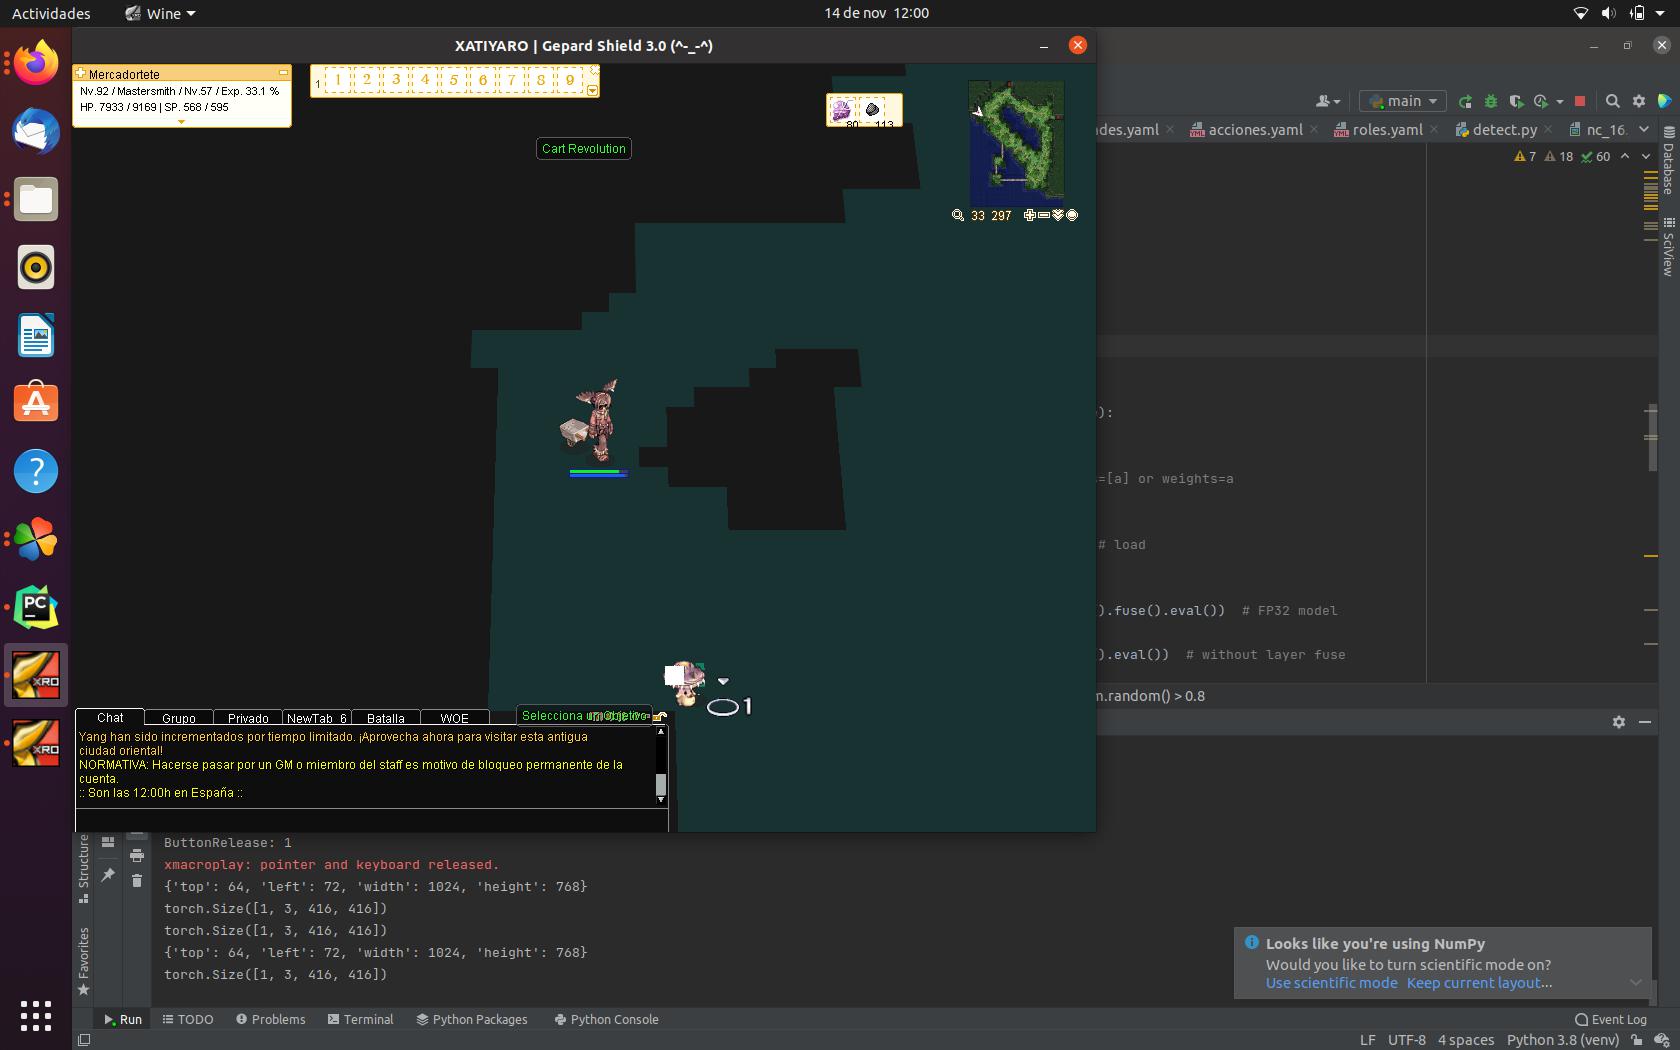 Actividades
Wine
14 de nov 12:00
XATIYARO | Gepard Shield 3.0 (^-_-^)
Mercadortete
Nv.92 / Mastersmith / Nv.57 / Exp. 33.1 %
HP. 7933 / 9169 | SP. 568 / 595
1 1 2 3 4 5 6 7 8 9
80 113
Cart Revolution
33 297
main
des.yaml
acciones.yaml
roles.yaml
detect.py
nc_16.
7 18 60
Database
SciView
):
=[a] or weights=a
# load
).fuse().eval()) # FP32 model
).eval()) # without layer fuse
m.random() > 0.8
PC
XRO
XRO
1
Chat Grupo Privado NewTab_6 Batalla WOE
Yang han sido incrementados por tiempo limitado. ¡Aprovecha ahora para visitar esta antigua
ciudad oriental!
NORMATIVA: Hacerse pasar por un GM o miembro del staff es motivo de bloqueo permanente de la
cuenta.
:: Son las 12:00h en España ::
Structure
Favorites
ButtonRelease: 1
xmacroplay: pointer and keyboard released.
{'top': 64, 'left': 72, 'width': 1024, 'height': 768}
torch.Size([1, 3, 416, 416])
torch.Size([1, 3, 416, 416])
{'top': 64, 'left': 72, 'width': 1024, 'height': 768}
torch.Size([1, 3, 416, 416])
Looks like you're using NumPy
Would you like to turn scientific mode on?
Use scientific mode Keep current layout...
Run TODO Problems Terminal Python Packages Python Console
Event Log
LF UTF-8 4 spaces Python 3.8 (venv)